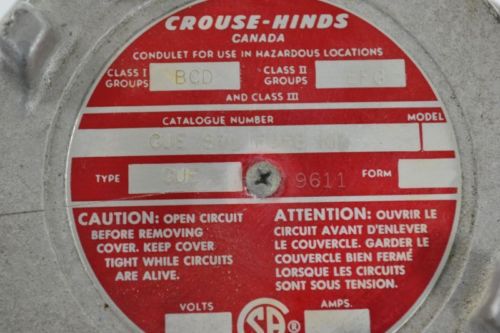 CROUSE-HINDS
CANADA
CONDULET FOR USE IN HAZARDOUS LOCATIONS
CLASS I GROUPS BCD CLASS II GROUPS
AND CLASS III
CATALOGUE NUMBER MODEL
TYPE GUF 9611 FORM
CAUTION: OPEN CIRCUIT
BEFORE REMOVING
COVER. KEEP COVER
TIGHT WHILE CIRCUITS
ARE ALIVE.
ATTENTION: OUVRIR LE
CIRCUIT AVANT D'ENLEVER
LE COUVERCLE. GARDER LE
COUVERCLE BIEN FERMÉ
LORSQUE LES CIRCUITS
SONT SOUS TENSION.
VOLTS SA AMPS.